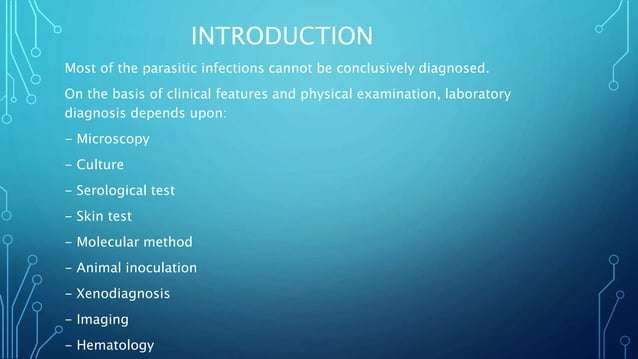 INTRODUCTION
Most of the parasitic infections cannot be conclusively diagnosed.
On the basis of clinical features and physical examination, laboratory
diagnosis depends upon:
- Microscopy
- Culture
- Serological test
- Skin test
- Molecular method
- Animal inoculation
- Xenodiagnosis
- Imaging
- Hematology